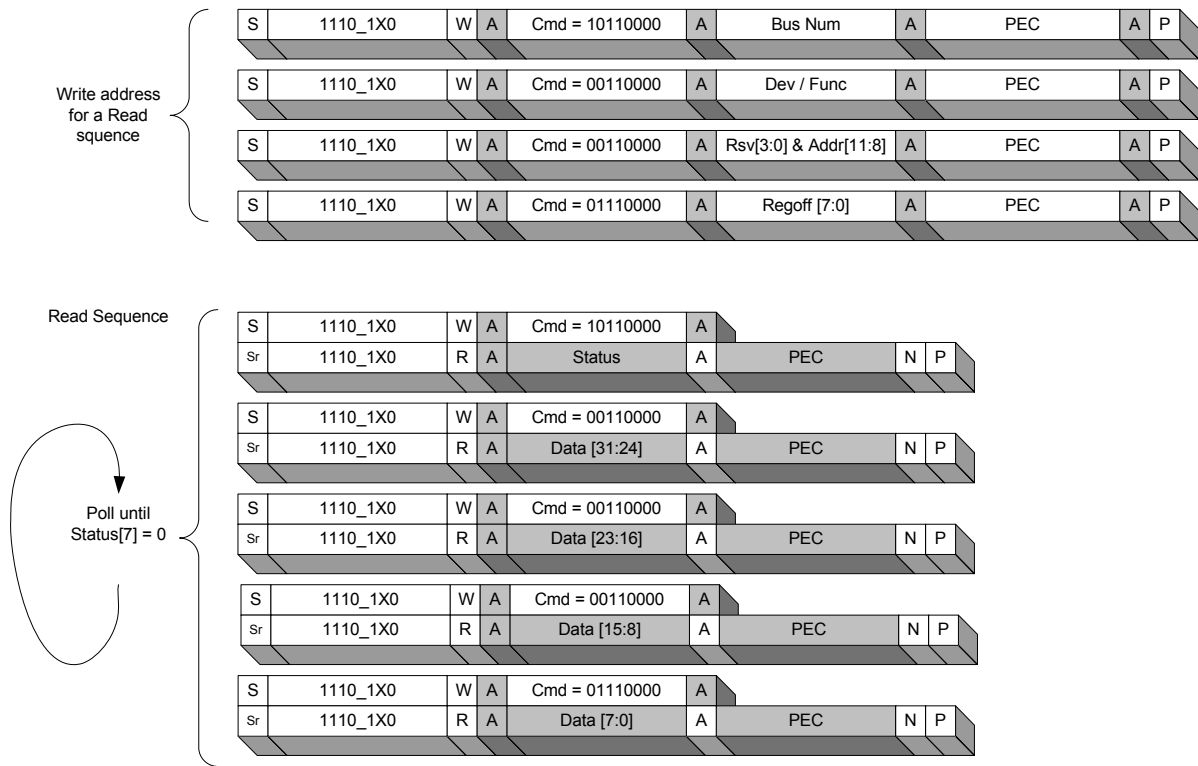 S 1110_1X0 W A Cmd = 10110000 A Bus Num A PEC A P
S 1110_1X0 W A Cmd = 00110000 A Dev / Func A PEC A P
Write address
for a Read
squence
S 1110_1X0 W A Cmd = 00110000 A Rsv[3:0] & Addr[11:8] A PEC A P
S 1110_1X0 W A Cmd = 01110000 A Regoff [7:0] A PEC A P
Read Sequence
S 1110_1X0 W A Cmd = 10110000 A
Sr 1110_1X0 R A Status A PEC N P
S 1110_1X0 W A Cmd = 00110000 A
Sr 1110_1X0 R A Data [31:24] A PEC N P
Poll until
Status[7] = 0
S 1110_1X0 W A Cmd = 00110000 A
Sr 1110_1X0 R A Data [23:16] A PEC N P
S 1110_1X0 W A Cmd = 00110000 A
Sr 1110_1X0 R A Data [15:8] A PEC N P
S 1110_1X0 W A Cmd = 01110000 A
Sr 1110_1X0 R A Data [7:0] A PEC N P